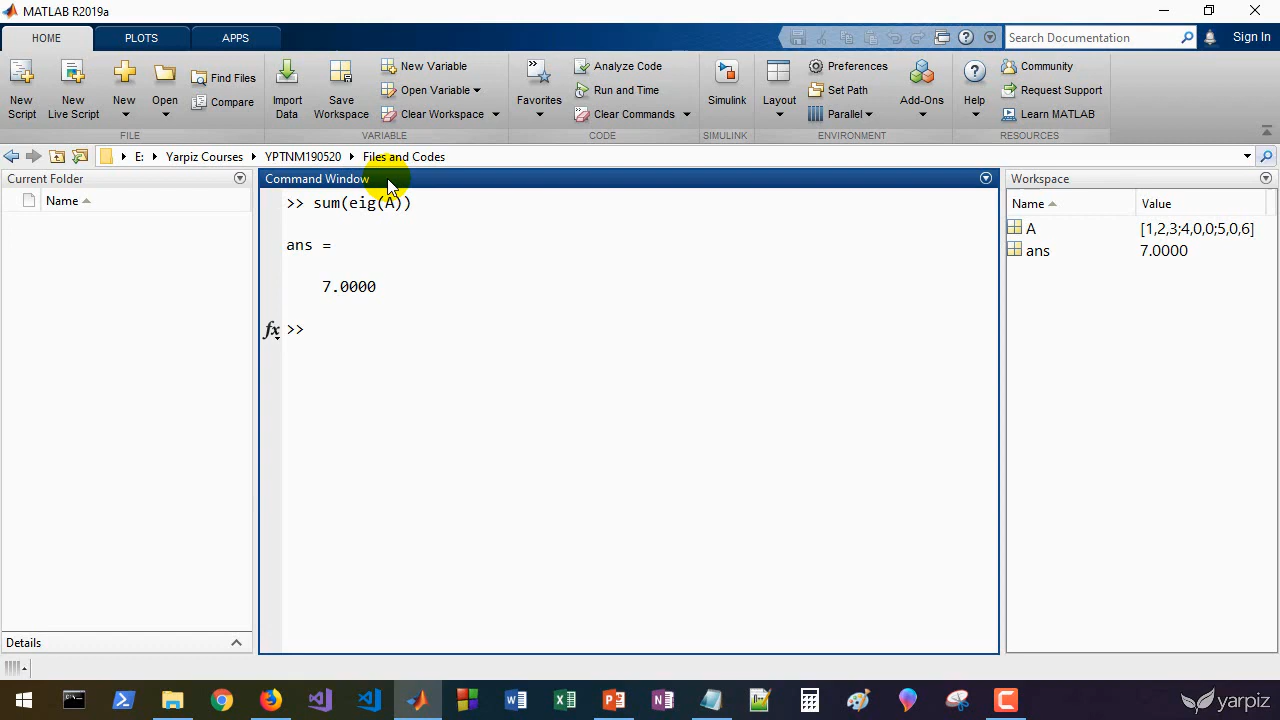 MATLAB R2019a
HOME PLOTS APPS
Search Documentation
Sign In
New Script
New Live Script
New
Open
Find Files
Compare
FILE
Import Data
Save Workspace
New Variable
Open Variable
Clear Workspace
VARIABLE
Favorites
Analyze Code
Run and Time
Clear Commands
CODE
Simulink
SIMULINK
Layout
Preferences
Set Path
Parallel
Add-Ons
ENVIRONMENT
Help
Community
Request Support
Learn MATLAB
RESOURCES
E: Yarpiz Courses YPTNM190520 Files and Codes
Current Folder
Name
Details
Command Window
>> sum(eig(A))
ans =
7.0000
fx >>
Workspace
Name Value
A [1,2,3;4,0,0;5,0,6]
ans 7.0000
yarpiz